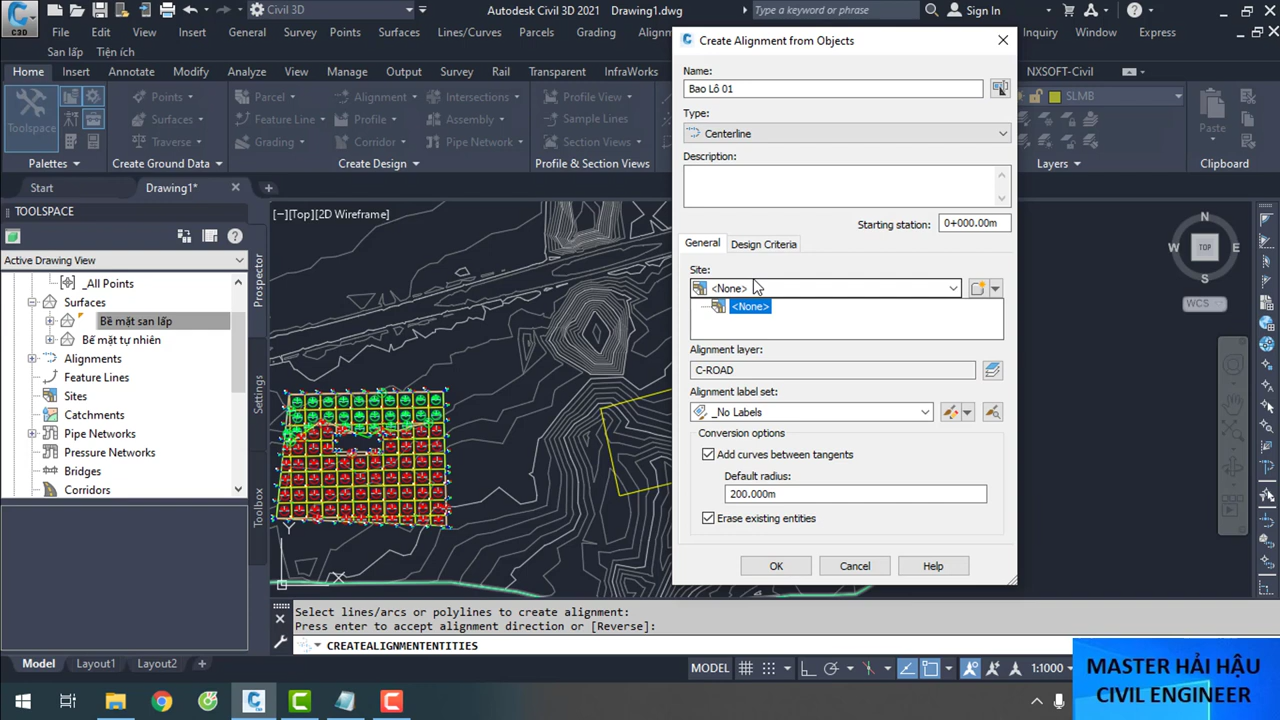 C3D
Civil 3D
Autodesk Civil 3D 2021 Drawing1.dwg
Type a keyword or phrase
Sign In
File Edit View Insert General Survey Points Surfaces Lines/Curves Parcels Grading Inquiry Window Express
San lấp Tiện ích
Home Insert Annotate Modify Analyze View Manage Output Survey Rail Transparent InfraWorks NXSOFT-Civil
Toolspace
Points
Surfaces
Traverse
Parcel
Feature Line
Grading
Alignment
Profile
Corridor
Intersections
Assembly
Pipe Network
Profile View
Sample Lines
Section Views
SLMB
Paste
Palettes Create Ground Data Create Design Profile & Section Views Layers Clipboard
Start Drawing1*
TOOLSPACE
Active Drawing View
_All Points
Surfaces
Bề mặt san lấp
Bế mặt tự nhiên
Alignments
Feature Lines
Sites
Catchments
Pipe Networks
Pressure Networks
Bridges
Corridors
Prospector
Settings
Survey
Toolbox
[−][Top][2D Wireframe]
Create Alignment from Objects
Name:
Bao Lô 01
Type:
Centerline
Description:
Starting station: 0+000.00m
General Design Criteria
Site:
<None>
<None>
Alignment layer:
C-ROAD
Alignment label set:
_No Labels
Conversion options
Add curves between tangents
Default radius:
200.000m
Erase existing entities
OK Cancel Help
N
W TOP E
S
WCS
Y
X
Select lines/arcs or polylines to create alignment:
Press enter to accept alignment direction or [Reverse]:
CREATEALIGNMENTENTITIES
Model Layout1 Layout2
MODEL
1:1000
MASTER HẢI HẬU
CIVIL ENGINEER